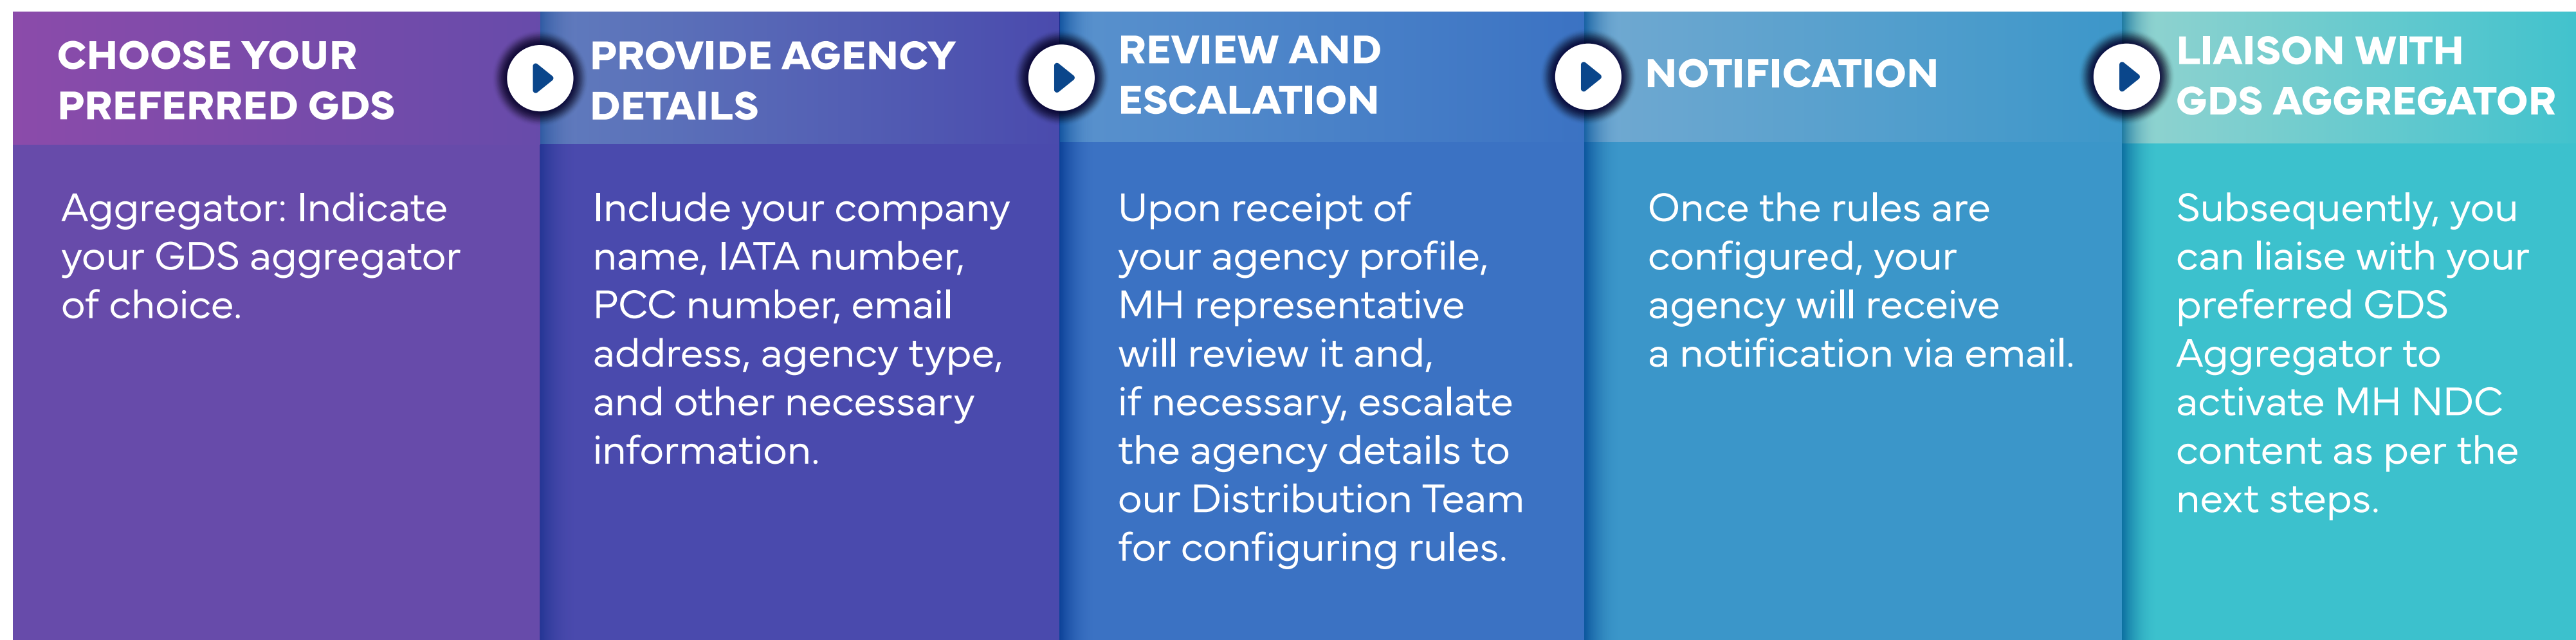 CHOOSE YOUR
PREFERRED GDS
Aggregator: Indicate
your GDS aggregator
of choice.
PROVIDE AGENCY
DETAILS
Include your company
name, IATA number,
PCC number, email
address, agency type,
and other necessary
information.
REVIEW AND
ESCALATION
Upon receipt of
your agency profile,
MH representative
will review it and,
if necessary, escalate
the agency details to
our Distribution Team
for configuring rules.
NOTIFICATION
Once the rules are
configured, your
agency will receive
a notification via email.
LIAISON WITH
GDS AGGREGATOR
Subsequently, you
can liaise with your
preferred GDS
Aggregator to
activate MH NDC
content as per the
next steps.